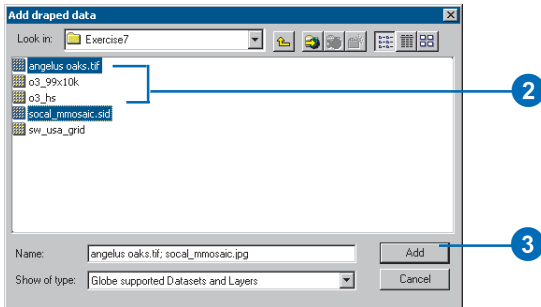 Add draped data
Look in: Exercise7
angelus oaks.tif
o3_99x10k
o3_hs
socal_mmosaic.sid
sw_usa_grid
2
Name: angelus oaks.tif; socal_mmosaic.jpg Add
3
Show of type: Globe supported Datasets and Layers Cancel